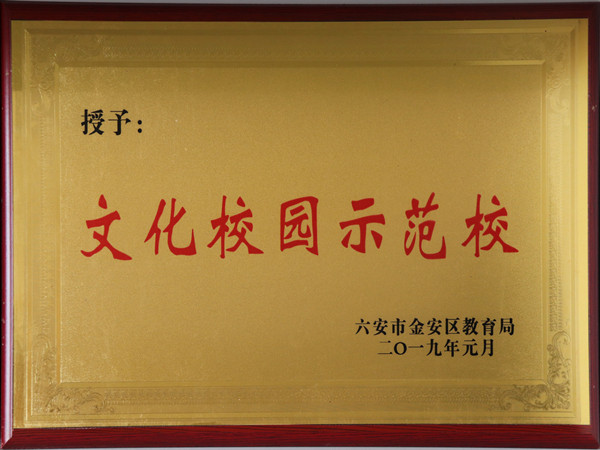 授予：
文化校园示范校
六安市金安区教育局
二〇一九年元月